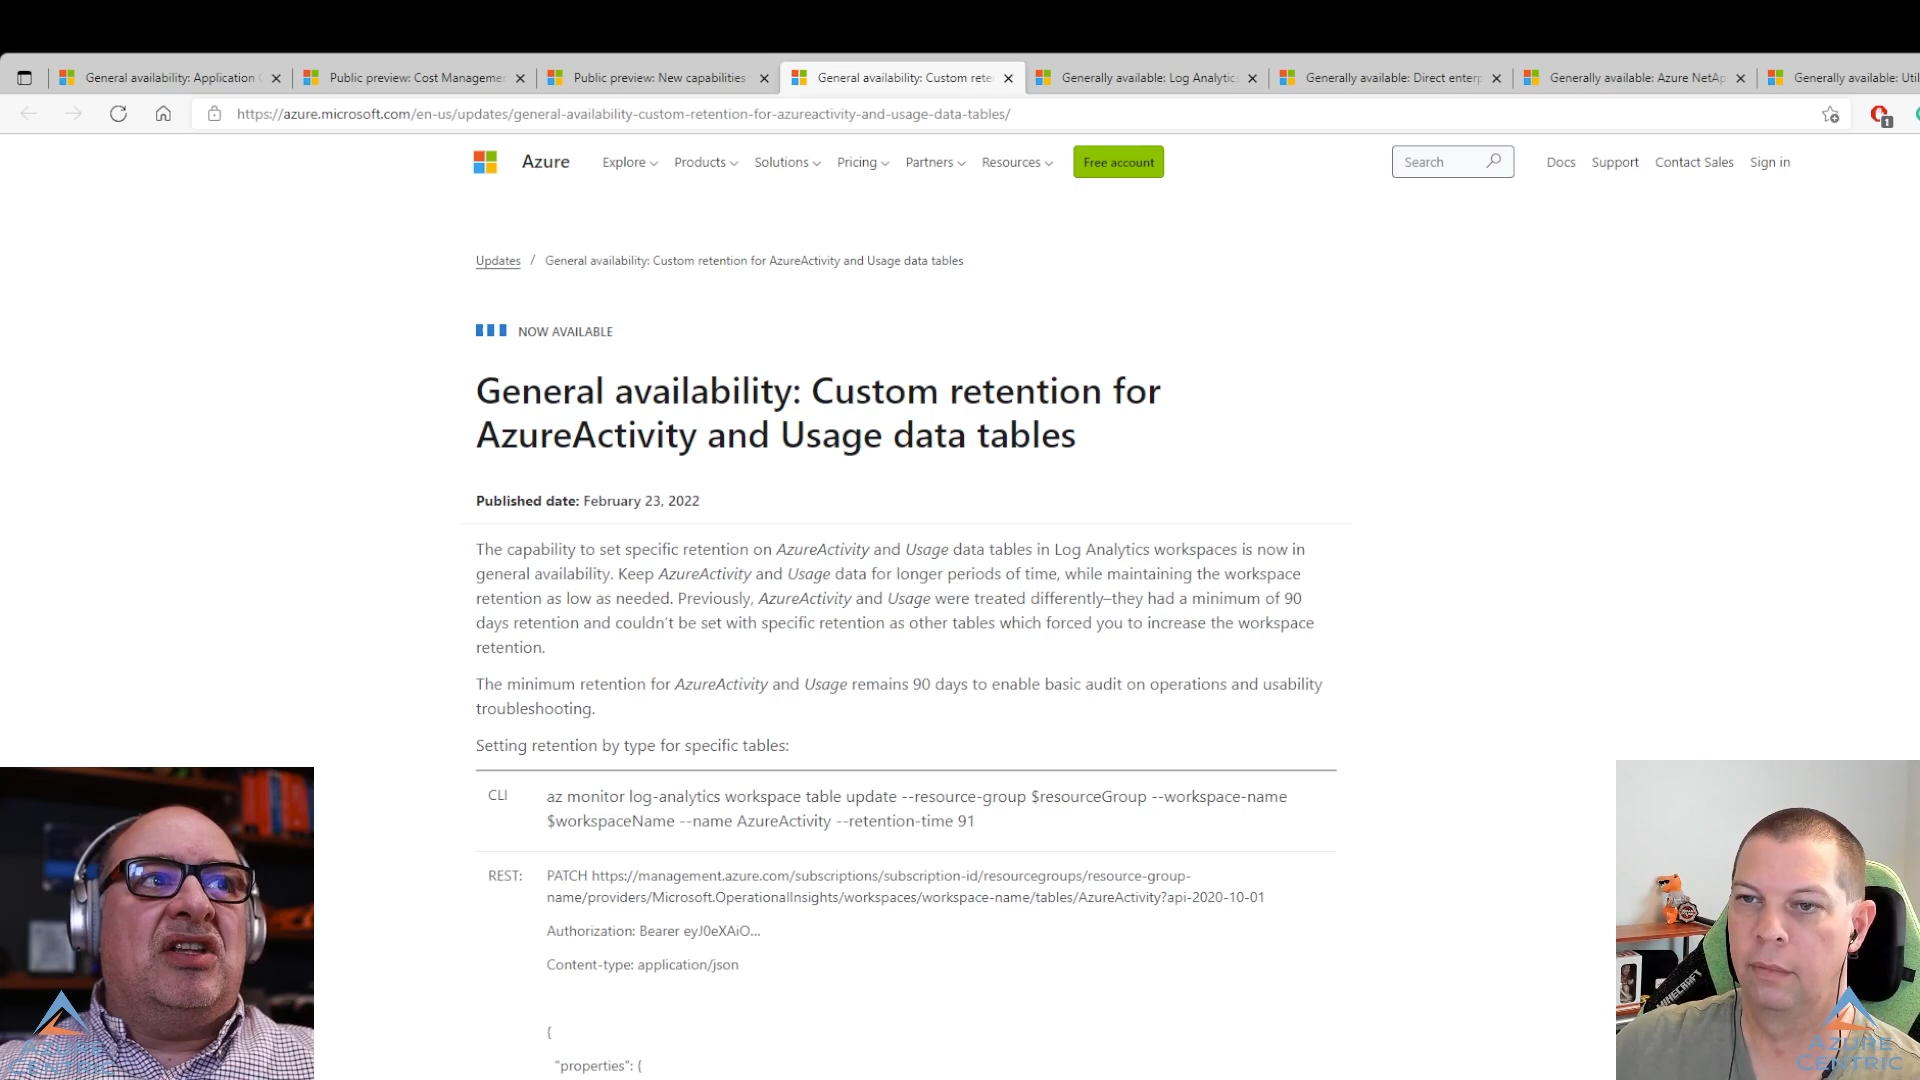 General availability: Application
Public preview: Cost Managemen
Public preview: New capabilities
General availability: Custom rete
Generally available: Log Analytics
Generally available: Direct enterp
Generally available: Azure NetAp
Generally available: Util
https://azure.microsoft.com/en-us/updates/general-availability-custom-retention-for-azureactivity-and-usage-data-tables/
1
Azure Explore Products Solutions Pricing Partners Resources Free account Search Docs Support Contact Sales Sign in
Updates / General availability: Custom retention for AzureActivity and Usage data tables
NOW AVAILABLE
General availability: Custom retention for
AzureActivity and Usage data tables
Published date: February 23, 2022
The capability to set specific retention on AzureActivity and Usage data tables in Log Analytics workspaces is now in
general availability. Keep AzureActivity and Usage data for longer periods of time, while maintaining the workspace
retention as low as needed. Previously, AzureActivity and Usage were treated differently–they had a minimum of 90
days retention and couldn't be set with specific retention as other tables which forced you to increase the workspace
retention.
The minimum retention for AzureActivity and Usage remains 90 days to enable basic audit on operations and usability
troubleshooting.
Setting retention by type for specific tables:
CLI az monitor log-analytics workspace table update --resource-group $resourceGroup --workspace-name
$workspaceName --name AzureActivity --retention-time 91
REST: PATCH https://management.azure.com/subscriptions/subscription-id/resourcegroups/resource-group-
name/providers/Microsoft.OperationalInsights/workspaces/workspace-name/tables/AzureActivity?api-2020-10-01
Authorization: Bearer eyJ0eXAiO...
Content-type: application/json
{
"properties": {
MINECRAFT
AZURE
CENTRIC
AZURE
CENTRIC